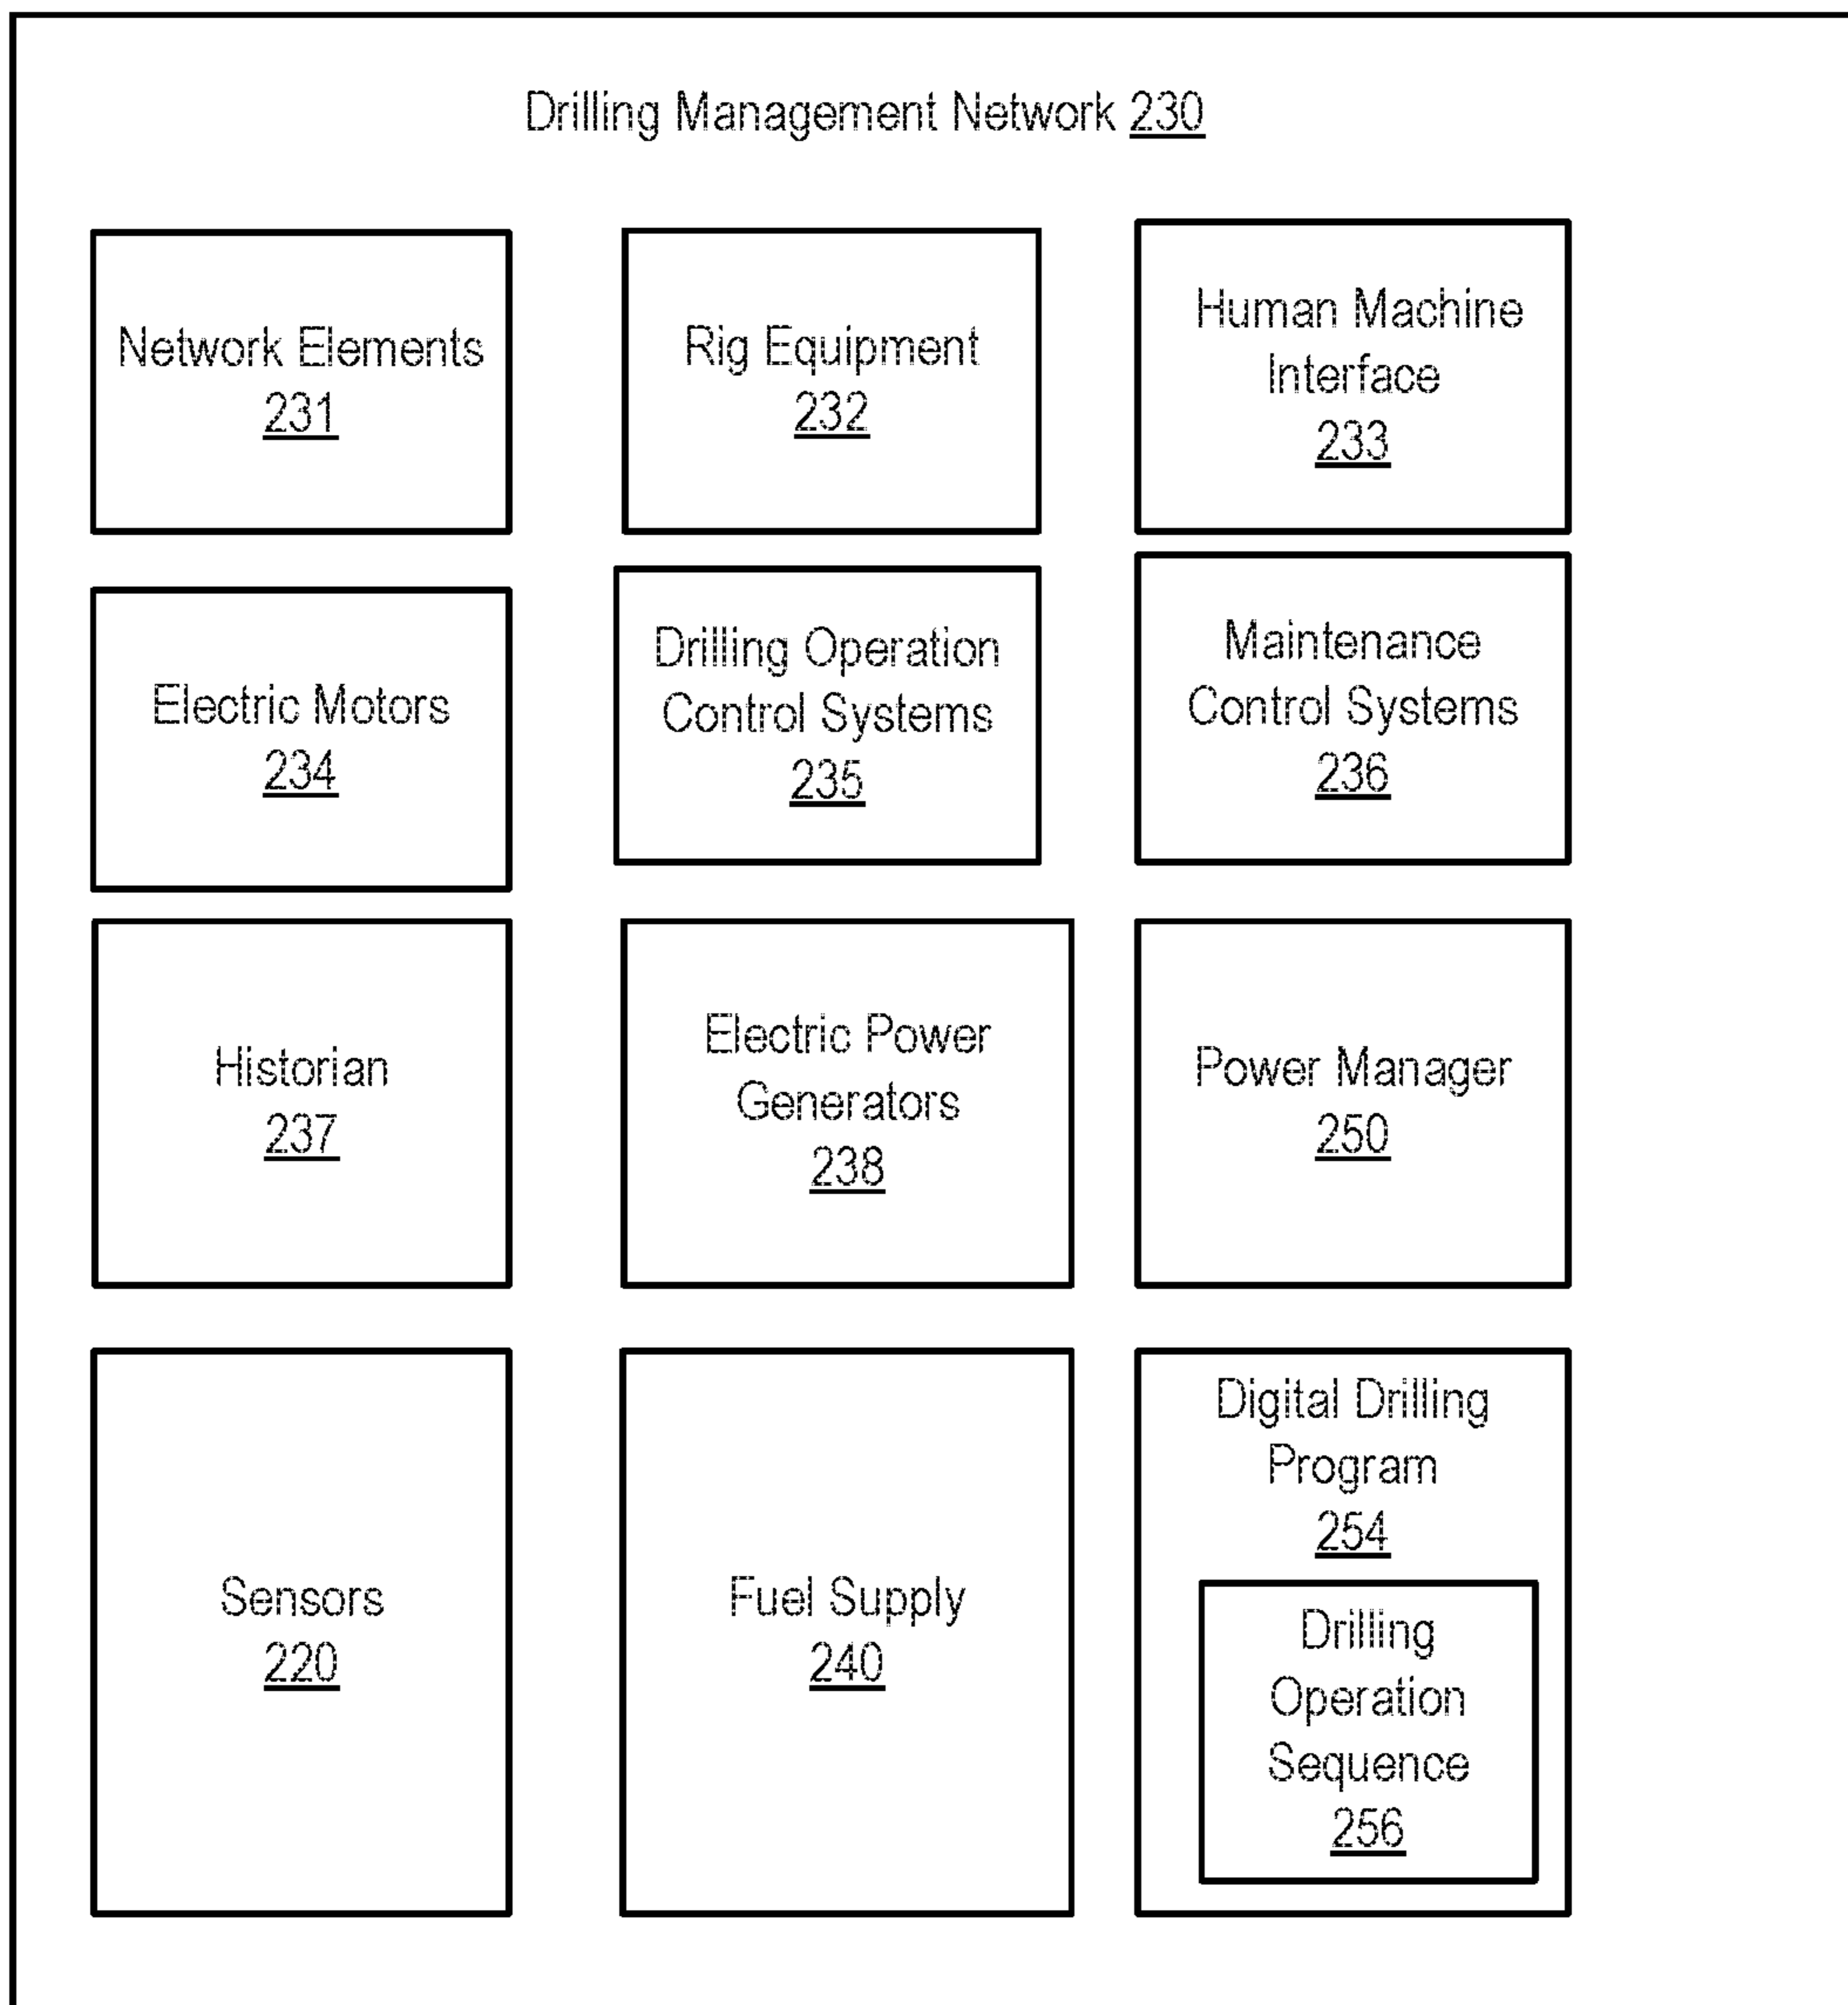 Drilling Management Network 230
Network Elements
231
Rig Equipment
232
Human Machine
Interface
233
Electric Motors
234
Drilling Operation
Control Systems
235
Maintenance
Control Systems
236
Historian
237
Electric Power
Generators
238
Power Manager
250
Sensors
220
Fuel Supply
240
Digital Drilling
Program
254
Drilling
Operation
Sequence
256